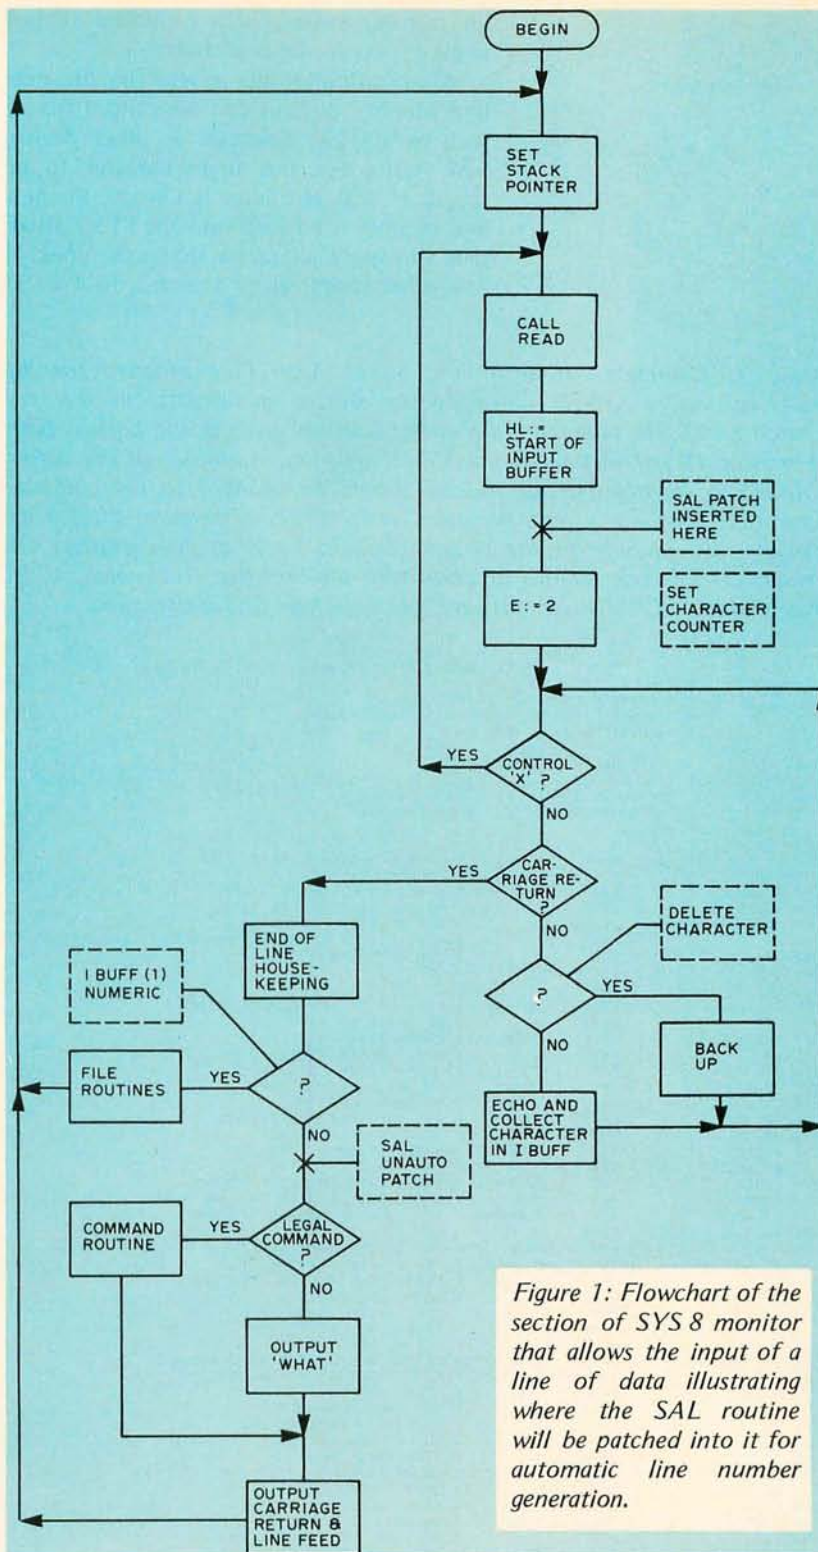 BEGIN
SET
STACK
POINTER
CALL
READ
HL:=
START OF
INPUT
BUFFER
SAL PATCH
INSERTED
HERE
E:=2
SET
CHARACTER
COUNTER
YES
CONTROL
'X' ?
NO
YES
CAR-
RIAGE RE-
TURN
?
NO
DELETE
CHARACTER
END OF
LINE
HOUSE-
KEEPING
I BUFF (1)
NUMERIC
?
YES
NO
BACK
UP
FILE
ROUTINES
YES
?
NO
ECHO AND
COLLECT
CHARACTER
IN I BUFF
SAL
UNAUTO
PATCH
COMMAND
ROUTINE
YES
LEGAL
COMMAND
?
NO
OUTPUT
'WHAT'
OUTPUT
CARRIAGE
RETURN &
LINE FEED
Figure 1: Flowchart of the
section of SYS 8 monitor
that allows the input of a
line of data illustrating
where the SAL routine
will be patched into it for
automatic line number
generation.